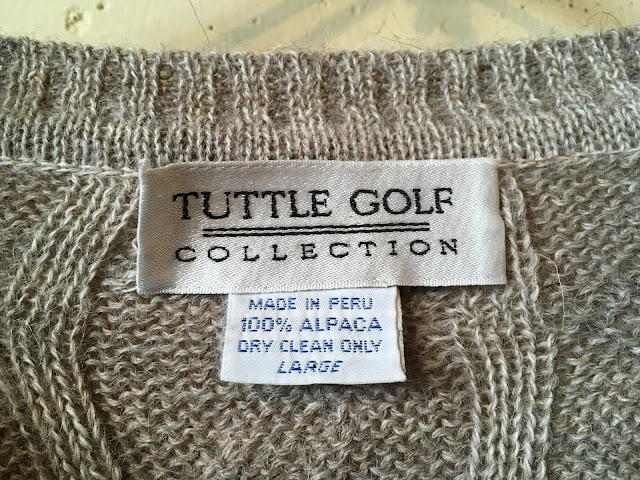 TUTTLE GOLF
COLLECTION
MADE IN PERU
100% ALPACA
DRY CLEAN ONLY
LARGE